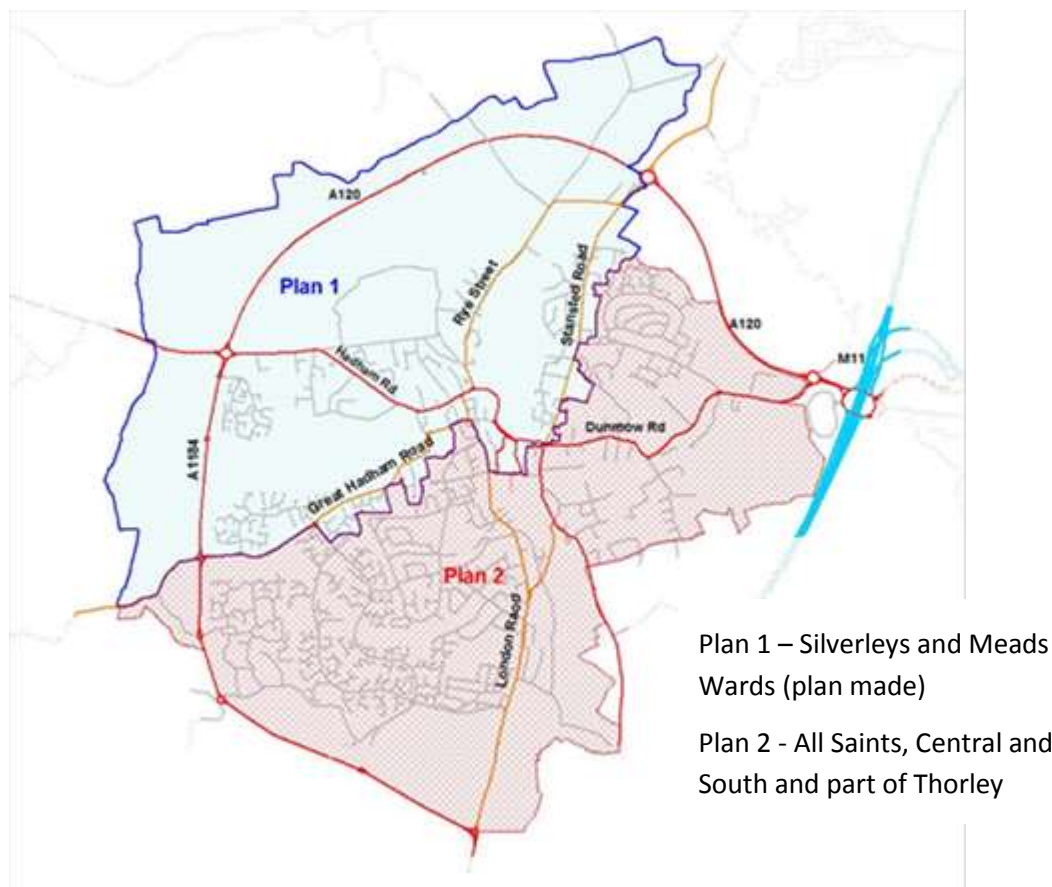 A120
Plan 1
Rye Street
Stansted Road
A120
M11
Hadham Rd
Dunmow Rd
A1184
Great Hadham Road
Plan 2
London Raod
Plan 1 – Silverleys and Meads
Wards (plan made)
Plan 2 - All Saints, Central and
South and part of Thorley